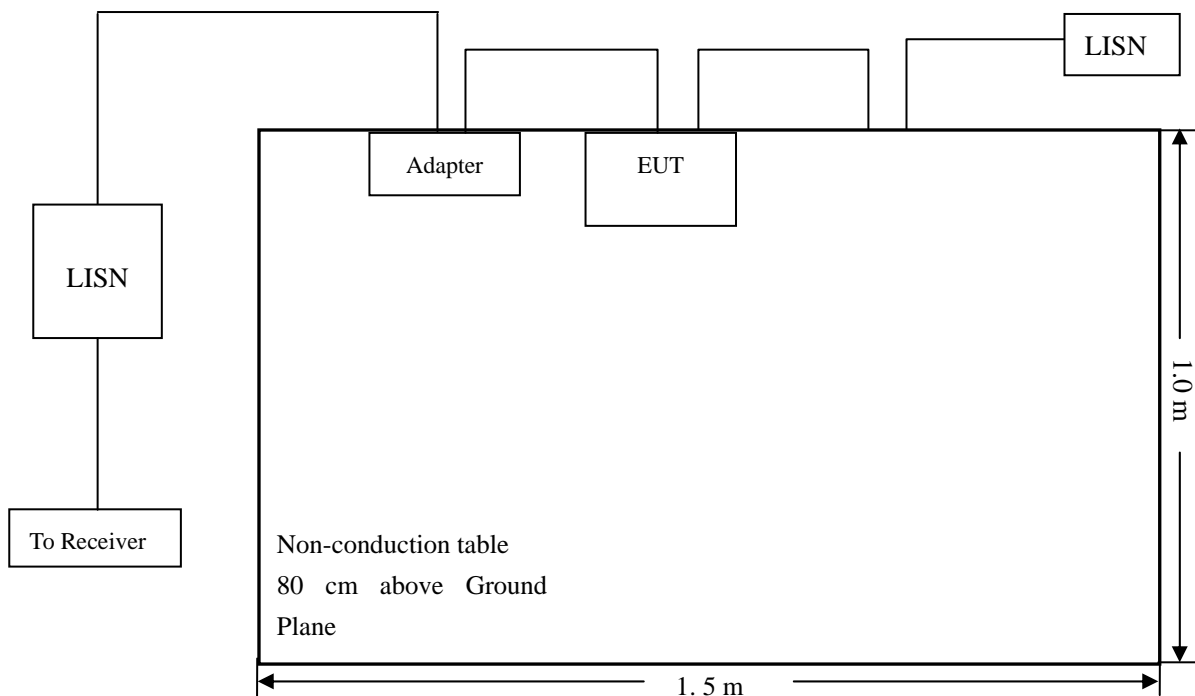 LISN
Adapter
EUT
LISN
1.0 m
To Receiver
Non-conduction table
80 cm above Ground
Plane
1. 5 m